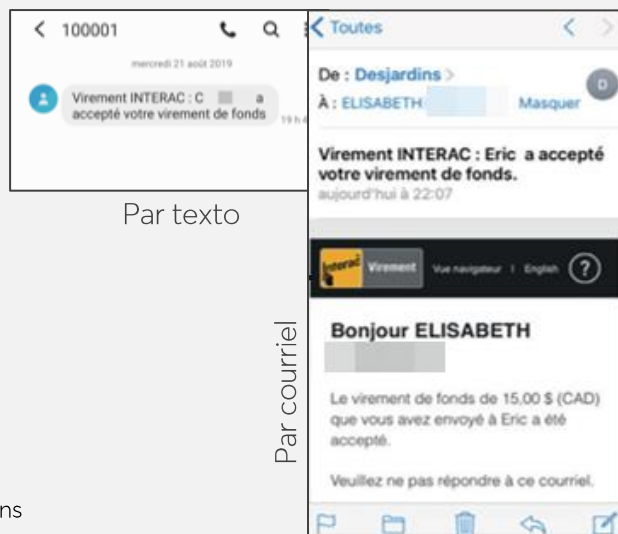 100001
mercredi 21 août 2019
Virement INTERAC : C a
accepté votre virement de fonds
19 h 4
Par texto
Toutes
De : Desjardins
D
À : ELISABETH Masquer
Virement INTERAC : Eric a accepté
votre virement de fonds.
aujourd'hui à 22:07
Interac Virement Vue navigateur | English ?
Par courriel
Bonjour ELISABETH
Le virement de fonds de 15,00 $ (CAD)
que vous avez envoyé à Eric a été
accepté.
Veuillez ne pas répondre à ce courriel.
ns